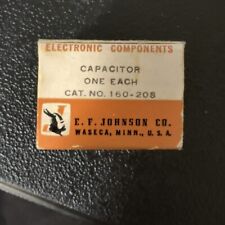 ELECTRONIC COMPONENTS
CAPACITOR
ONE EACH
CAT. NO. 160-208
E. F. JOHNSON CO.
WASECA, MINN., U. S. A.